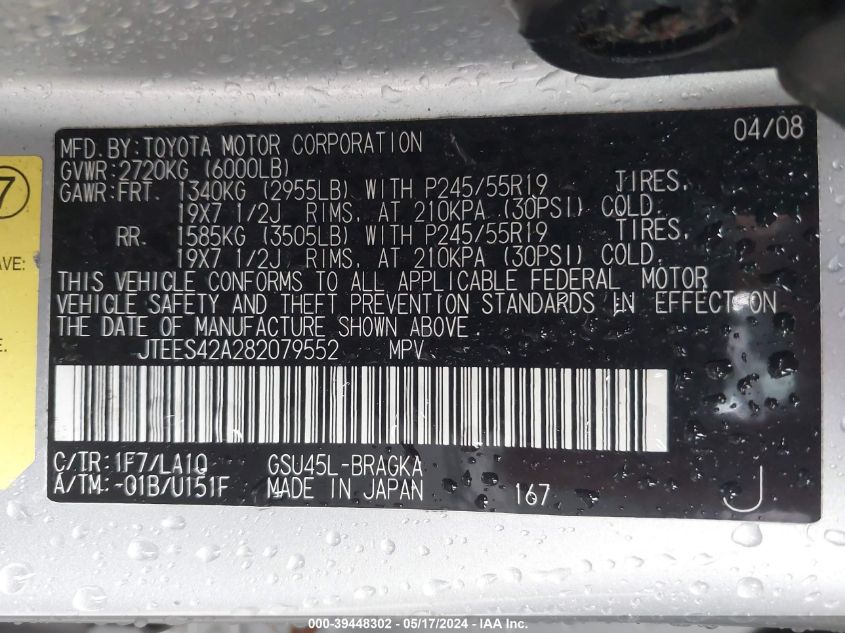 7
AVE:
E.
MFD. BY: TOYOTA MOTOR CORPORATION 04/08
GVWR: 2720KG (6000LB)
GAWR: FRT. 1340KG (2955LB) WITH P245/55R19 TIRES,
19X7 1/2J RIMS, AT 210KPA (30PSI) COLD.
RR. 1585KG (3505LB) WITH P245/55R19 TIRES,
19X7 1/2J RIMS, AT 210KPA (30PSI) COLD.
THIS VEHICLE CONFORMS TO ALL APPLICABLE FEDERAL MOTOR
VEHICLE SAFETY AND THEFT PREVENTION STANDARDS IN EFFECT ON
THE DATE OF MANUFACTURE SHOWN ABOVE.
JTEES42A282079552 MPV
C/TR: 1F7/LA10 GSU45L-BRAGKA
A/TM: -01B/U151F MADE IN JAPAN 167 J
000-39448302 - 05/17/2024 - IAA Inc.